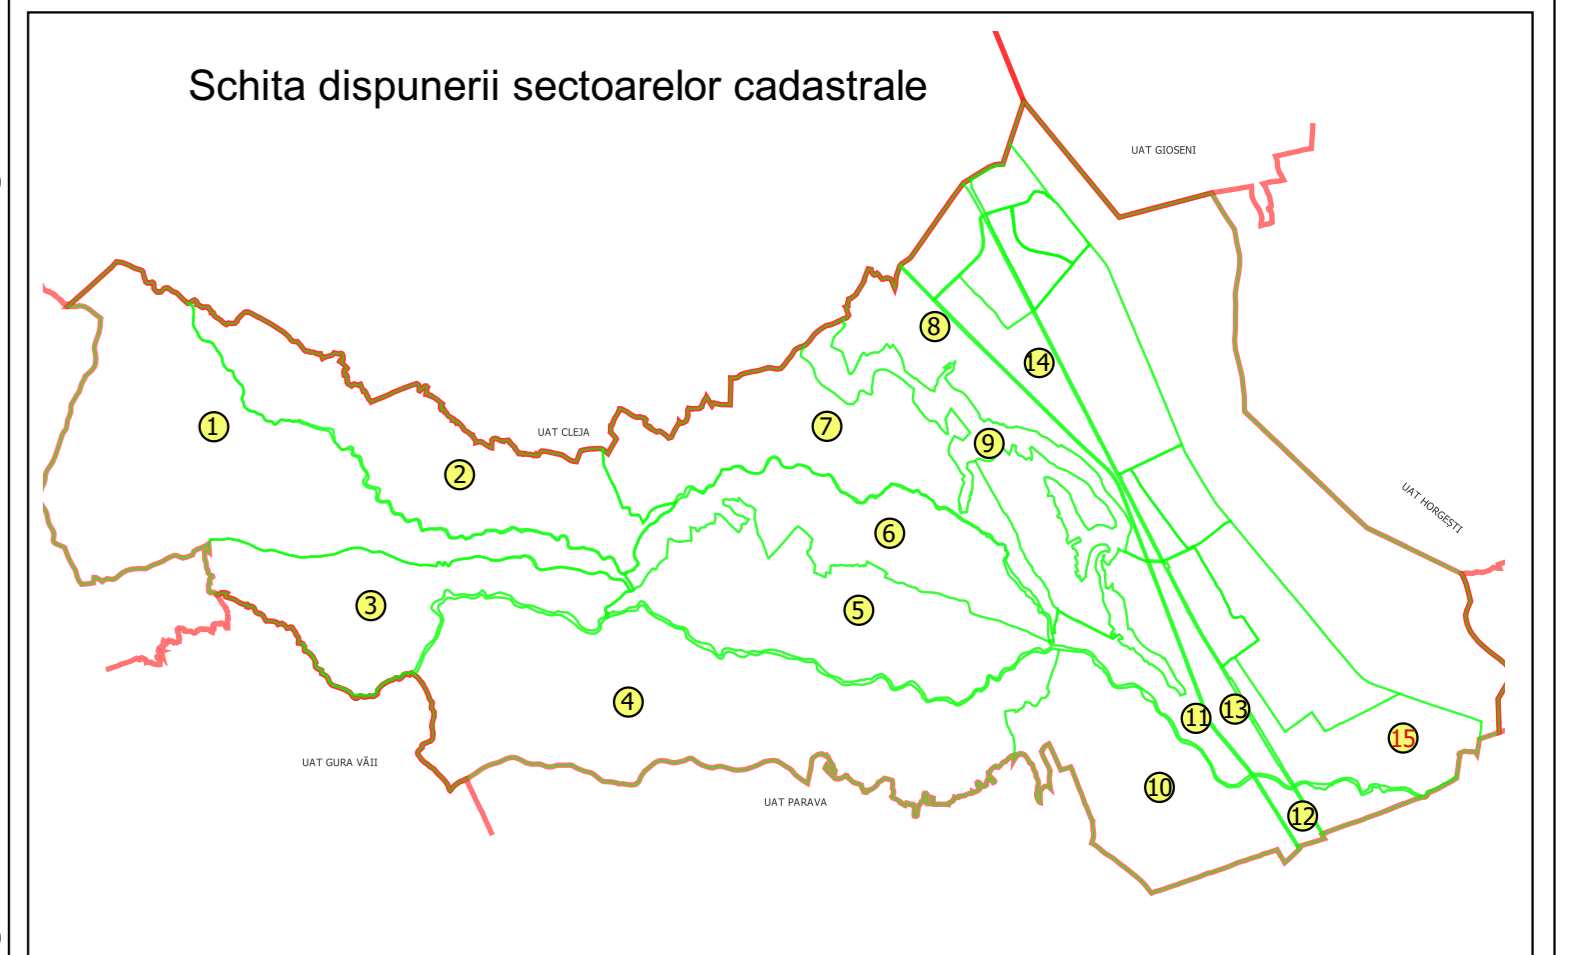 Schita dispunerii sectoarelor cadastrale
UAT GIOSENI
8
14
1
7
UAT CLEJA
9
2
UAT HORGEȘTI
6
3
5
4
11
13
15
UAT GURA VĂII
10
UAT PARAVA
12